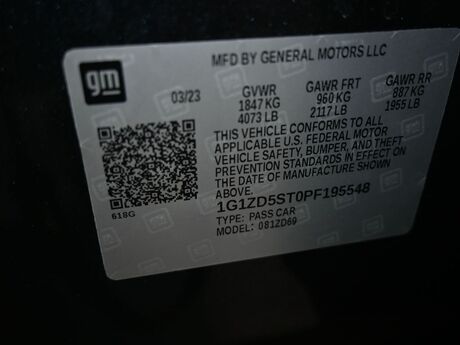 gm
MFD BY GENERAL MOTORS LLC
03/23
GVWR GAWR FRT GAWR RR
1847 KG 960 KG 887 KG
4073 LB 2117 LB 1955 LB
THIS VEHICLE CONFORMS TO ALL
APPLICABLE U.S. FEDERAL MOTOR
VEHICLE SAFETY, BUMPER, AND THEFT
PREVENTION STANDARDS IN EFFECT ON
THE DATE OF MANUFACTURE SHOWN
ABOVE.
1G1ZD5ST0PF195548
TYPE: PASS CAR
MODEL: 081ZD69
618G